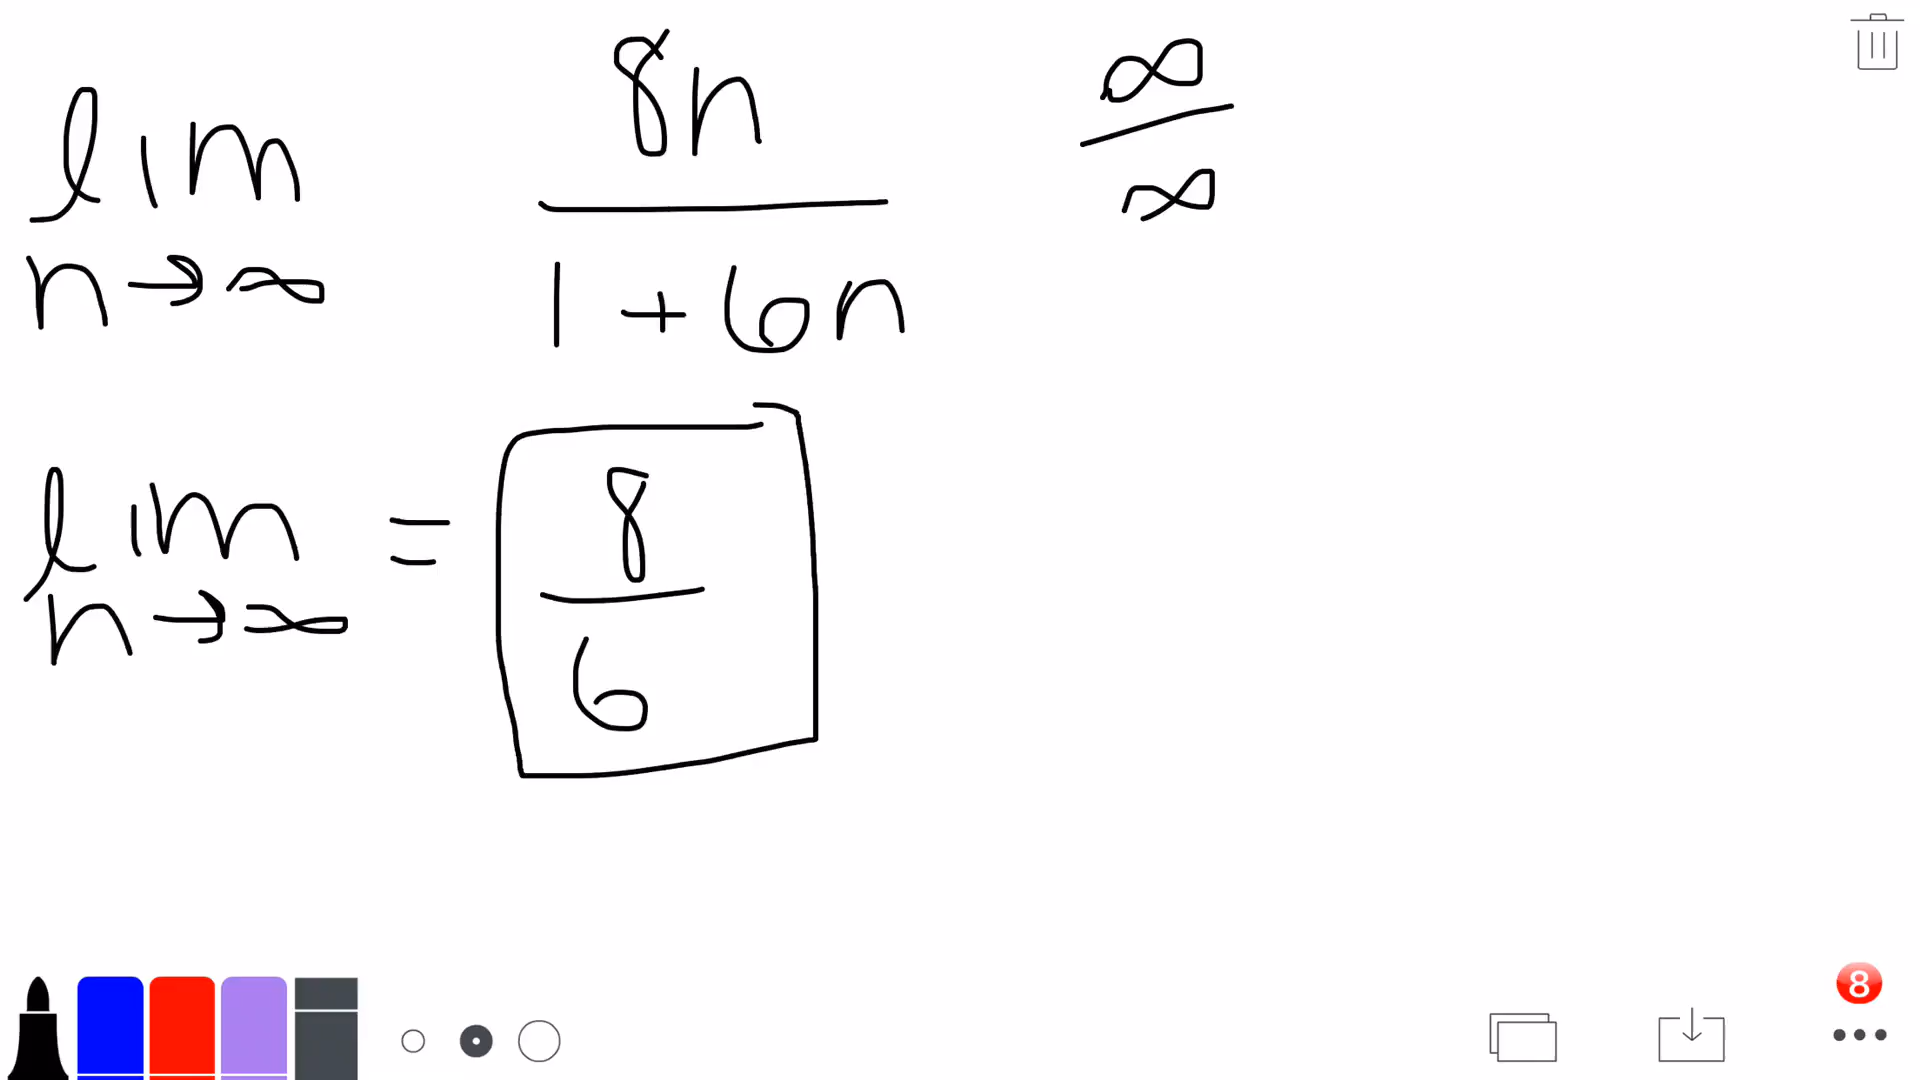 lim n→∞ 8n / 1 + 6n
∞ / ∞
lim n→∞ = 8 / 6
8